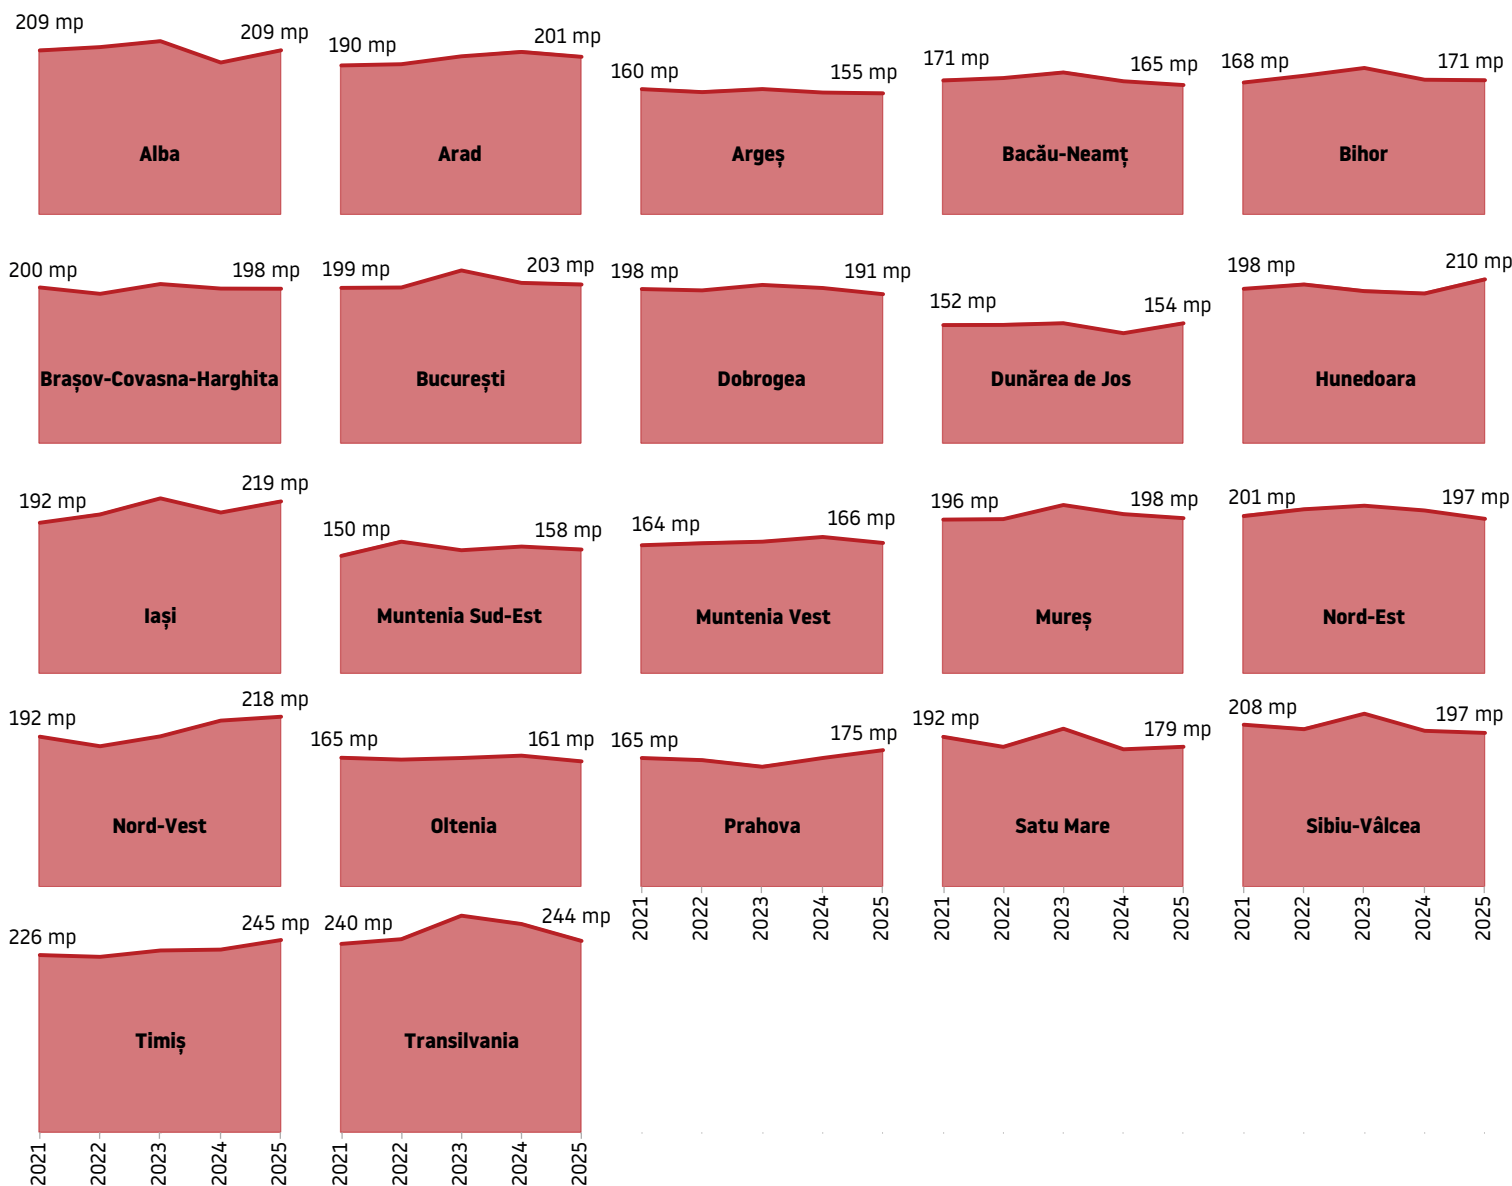 209 mp
209 mp
Alba
190 mp
201 mp
Arad
160 mp
155 mp
Argeș
171 mp
165 mp
Bacău-Neamț
168 mp
171 mp
Bihor
200 mp
198 mp
Brașov-Covasna-Harghita
199 mp
203 mp
București
198 mp
191 mp
Dobrogea
152 mp
154 mp
Dunărea de Jos
198 mp
210 mp
Hunedoara
192 mp
219 mp
Iași
150 mp
158 mp
Muntenia Sud-Est
164 mp
166 mp
Muntenia Vest
196 mp
198 mp
Mureș
201 mp
197 mp
Nord-Est
192 mp
218 mp
Nord-Vest
165 mp
161 mp
Oltenia
165 mp
175 mp
Prahova
2021
2022
2023
2024
2025
192 mp
179 mp
Satu Mare
2021
2022
2023
2024
2025
208 mp
197 mp
Sibiu-Vâlcea
2021
2022
2023
2024
2025
226 mp
245 mp
Timiș
2021
2022
2023
2024
2025
240 mp
244 mp
Transilvania
2021
2022
2023
2024
2025